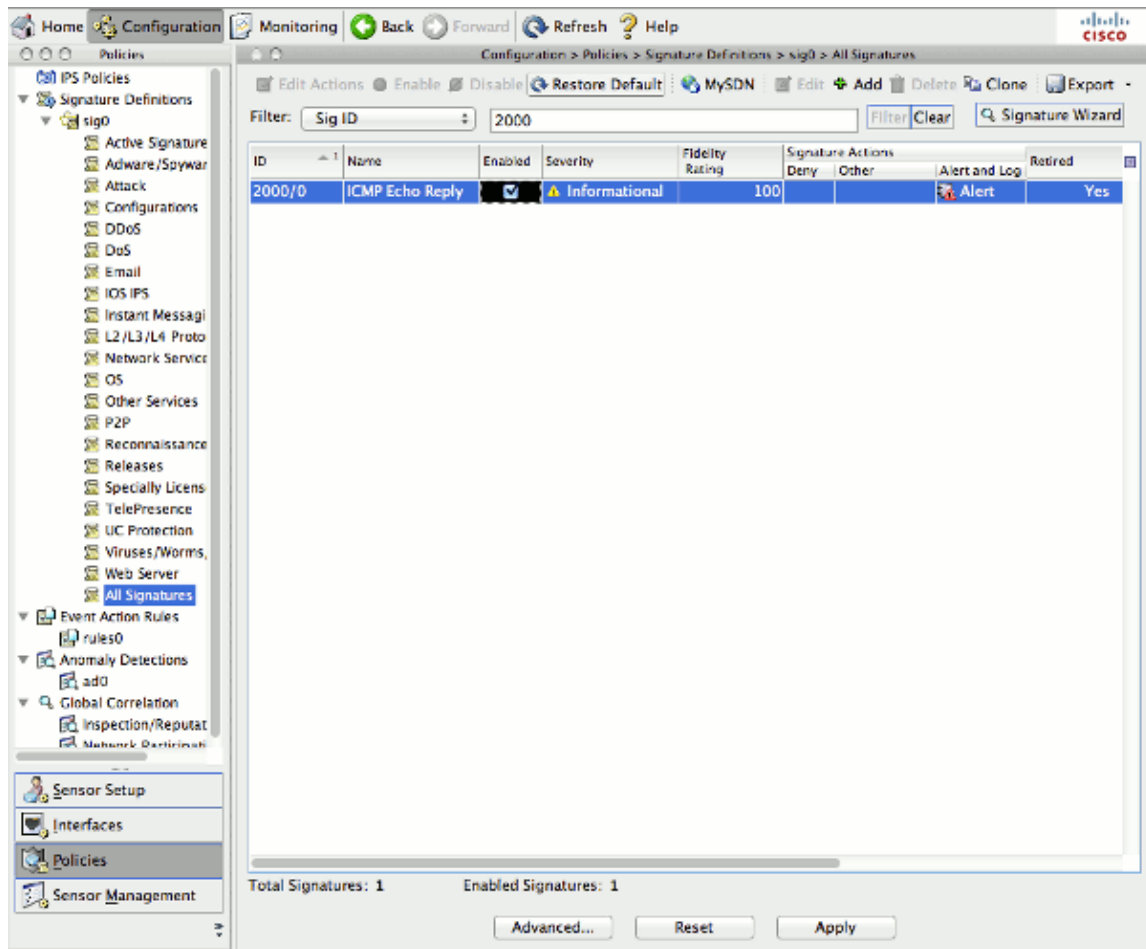 Home Configuration Monitoring Back Forward Refresh Help
CISCO
Policies
Configuration > Policies > Signature Definitions > sig0 > All Signatures
IPS Policies
Signature Definitions
sig0
Active Signature
Adware/Spywar
Attack
Configurations
DDoS
DoS
Email
IOS IPS
Instant Messagi
L2/L3/L4 Proto
Network Service
OS
Other Services
P2P
Reconnaissance
Releases
Specially Licens
TelePresence
UC Protection
Viruses/Worms,
Web Server
All Signatures
Event Action Rules
rules0
Anomaly Detections
ad0
Global Correlation
Inspection/Reputat
Network Participati
Sensor Setup
Interfaces
Policies
Sensor Management
Edit Actions Enable Disable Restore Default MySDN Edit Add Delete Clone Export
Filter: Sig ID 2000 Filter Clear Signature Wizard
ID 1 Name Enabled Severity Fidelity Rating Signature Actions Deny Other Alert and Log Retired
2000/0 ICMP Echo Reply Informational 100 Alert Yes
Total Signatures: 1 Enabled Signatures: 1
Advanced... Reset Apply